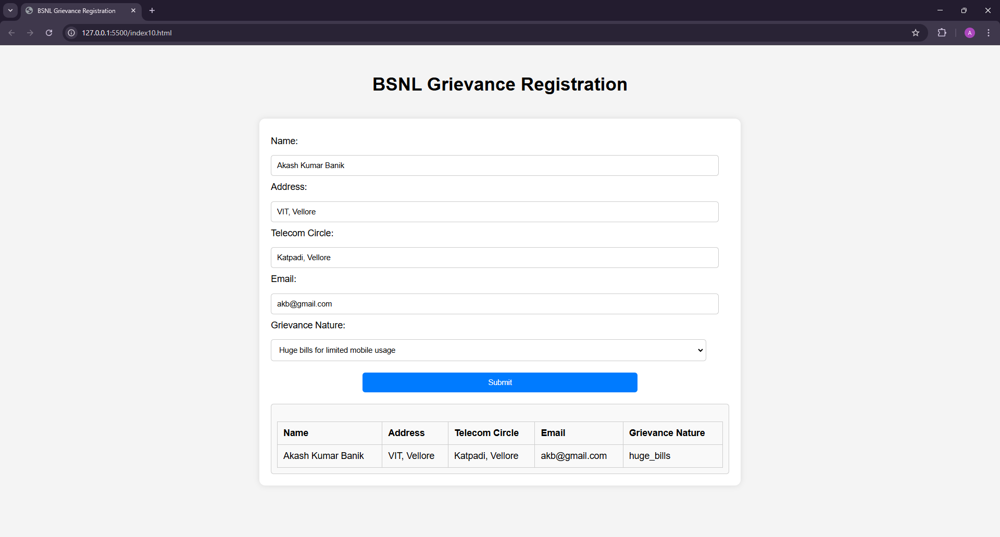 BSNL Grievance Registration
127.0.0.1:5500/index10.html
A
BSNL Grievance Registration
Name:
Akash Kumar Banik
Address:
VIT, Vellore
Telecom Circle:
Katpadi, Vellore
Email:
akb@gmail.com
Grievance Nature:
Huge bills for limited mobile usage
Submit
Name Address Telecom Circle Email Grievance Nature
Akash Kumar Banik VIT, Vellore Katpadi, Vellore akb@gmail.com huge_bills